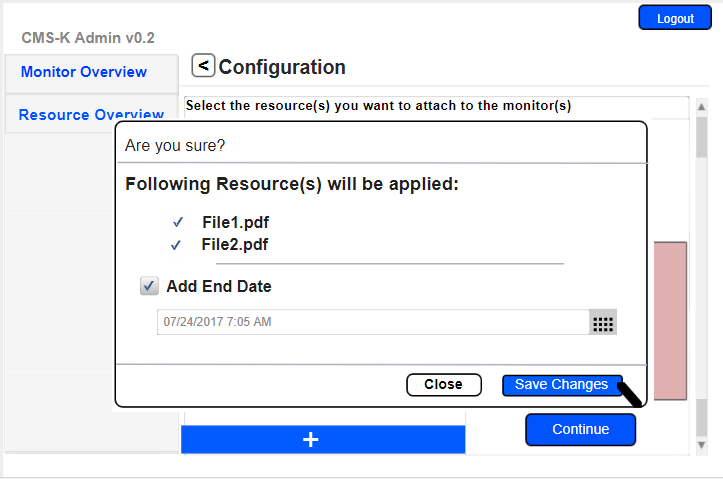 Logout
CMS-K Admin v0.2
Monitor Overview
< Configuration
Resource Overview
Select the resource(s) you want to attach to the monitor(s)
Are you sure?
Following Resource(s) will be applied:
File1.pdf
File2.pdf
Add End Date
07/24/2017 7:05 AM
Close
Save Changes
Continue
+